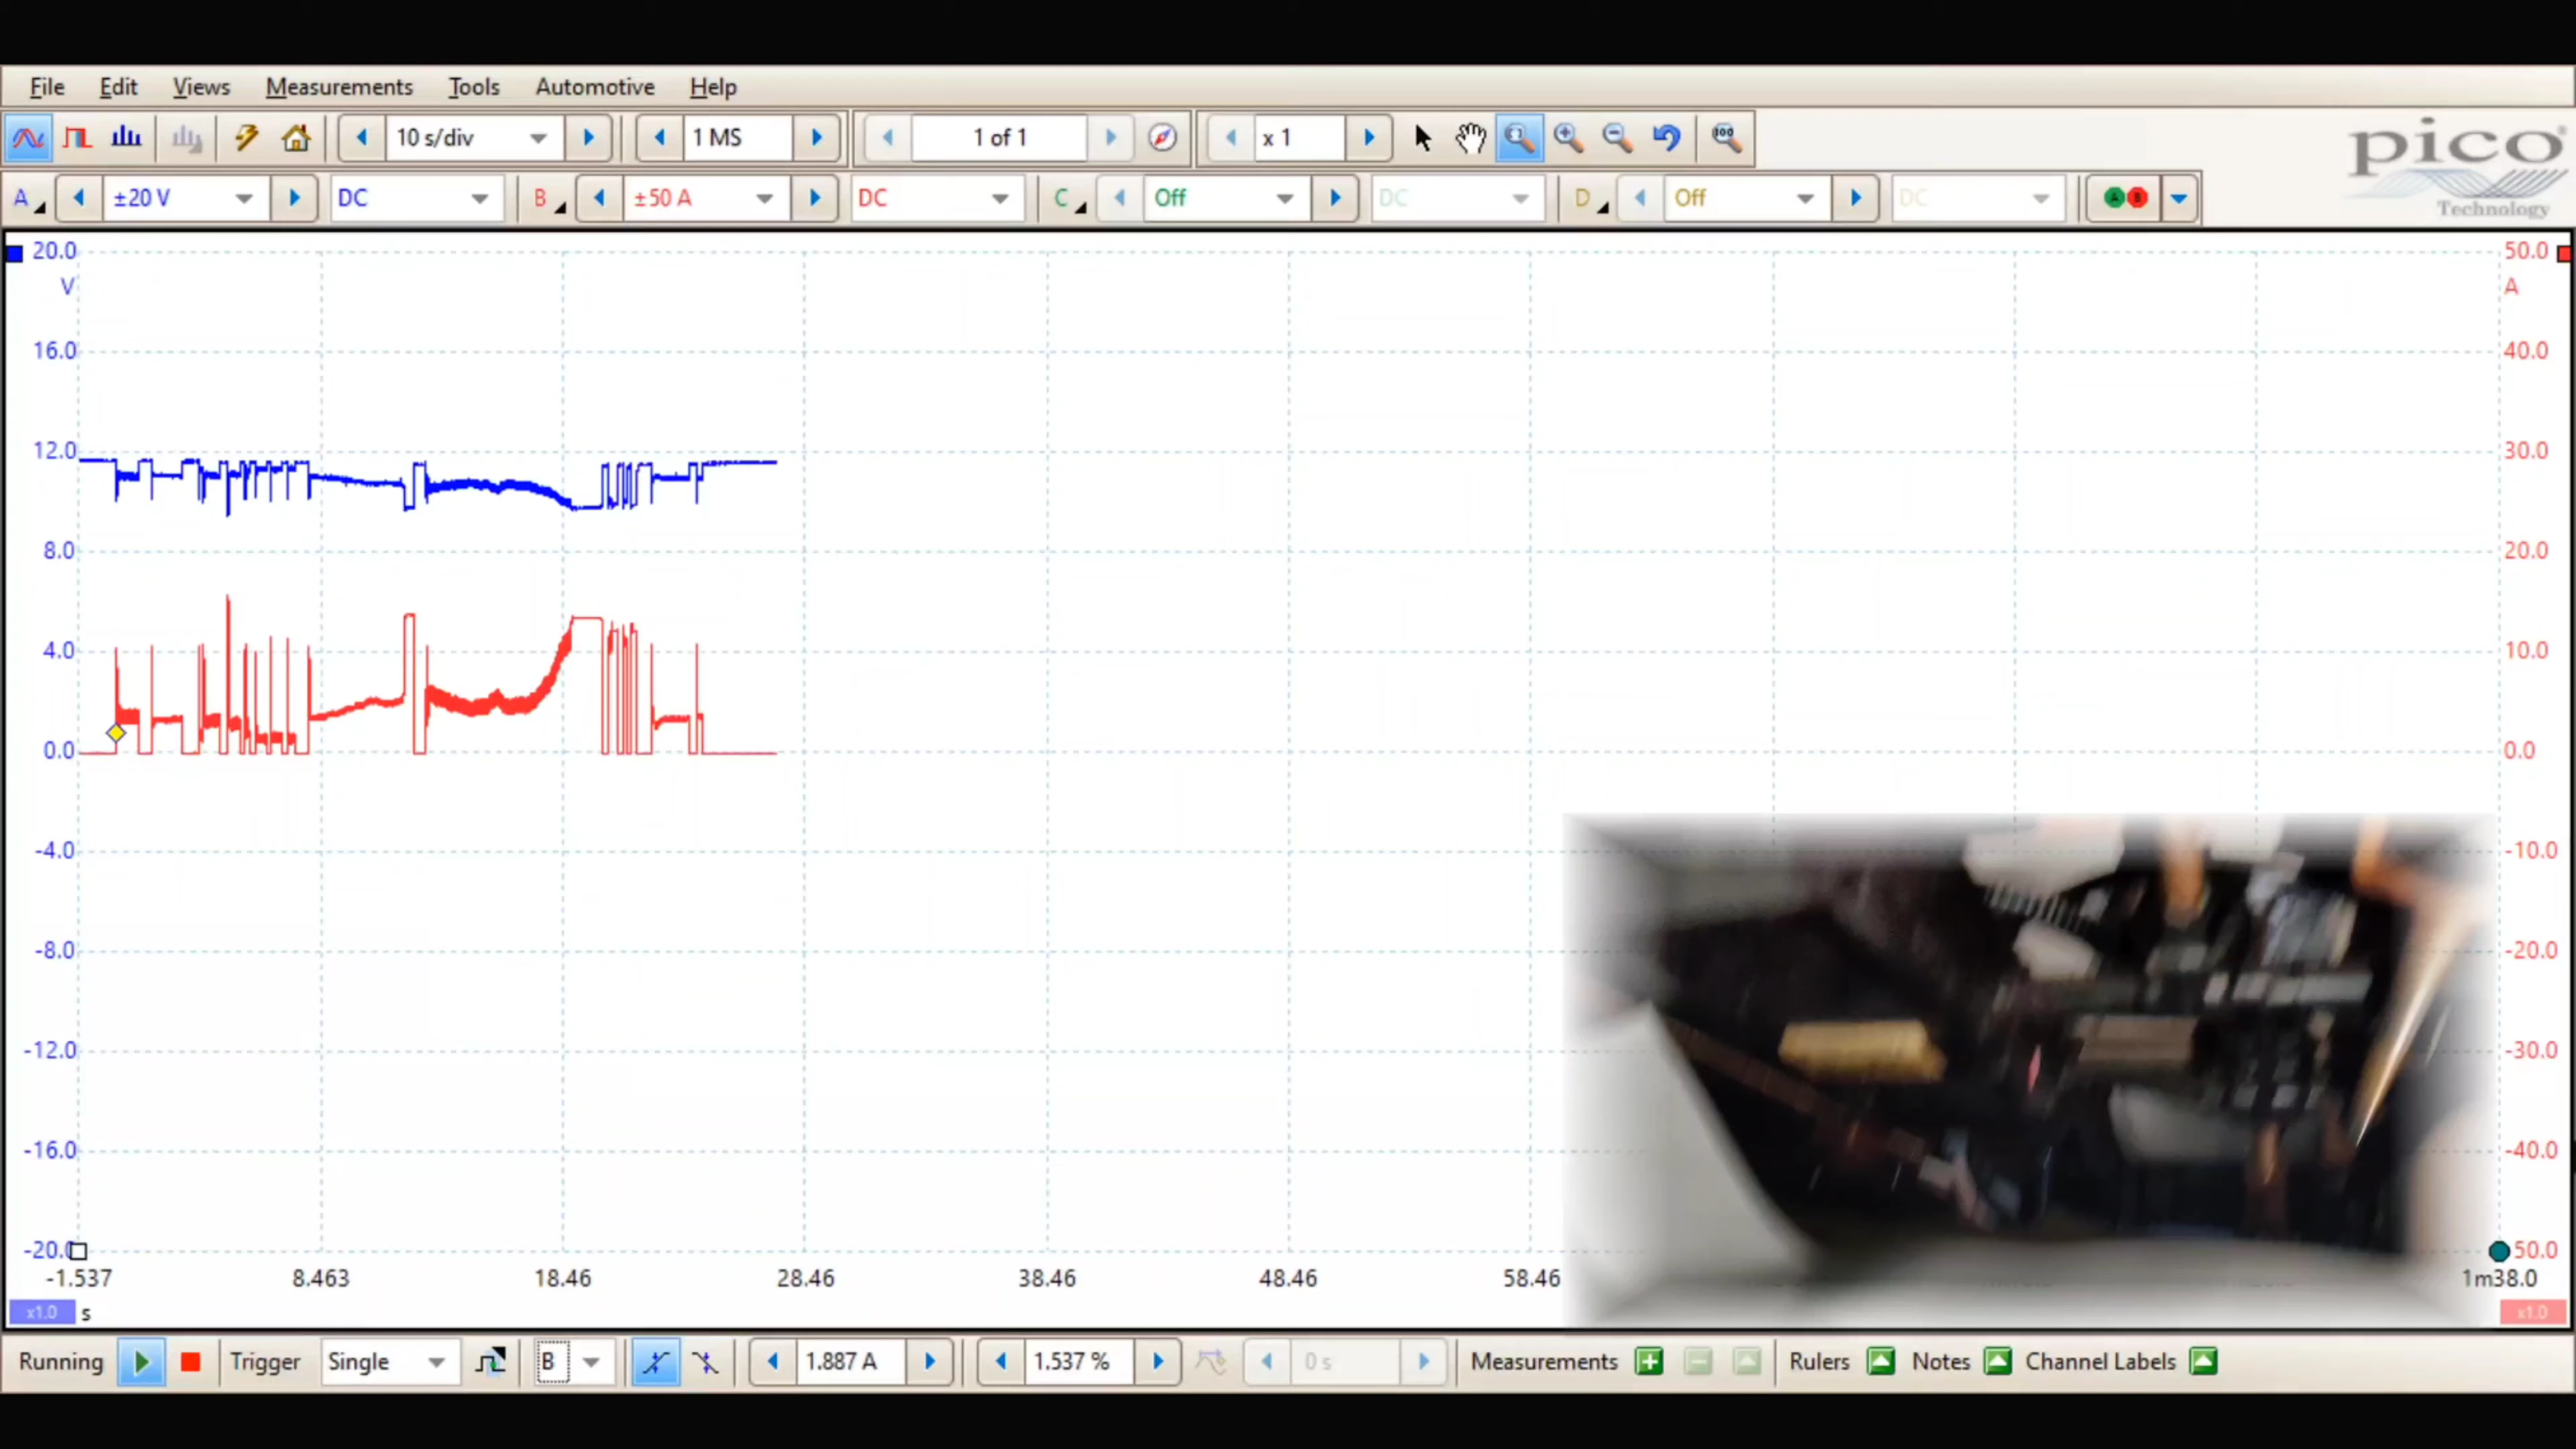 File Edit Views Measurements Tools Automotive Help
10 s/div 1 MS 1 of 1 x 1 100
pico
Technology
A ±20 V DC B ±50 A DC C Off DC D Off DC A B
20.0 50.0
V A
16.0 40.0
12.0 30.0
8.0 20.0
4.0 10.0
0.0 0.0
-4.0 -10.0
-8.0 -20.0
-12.0 -30.0
-16.0 -40.0
-20.0 50.0
-1.537 8.463 18.46 28.46 38.46 48.46 58.46 1m38.0
x1.0 s x1.0
Running Trigger Single B 1.887 A 1.537 % 0 s Measurements Rulers Notes Channel Labels